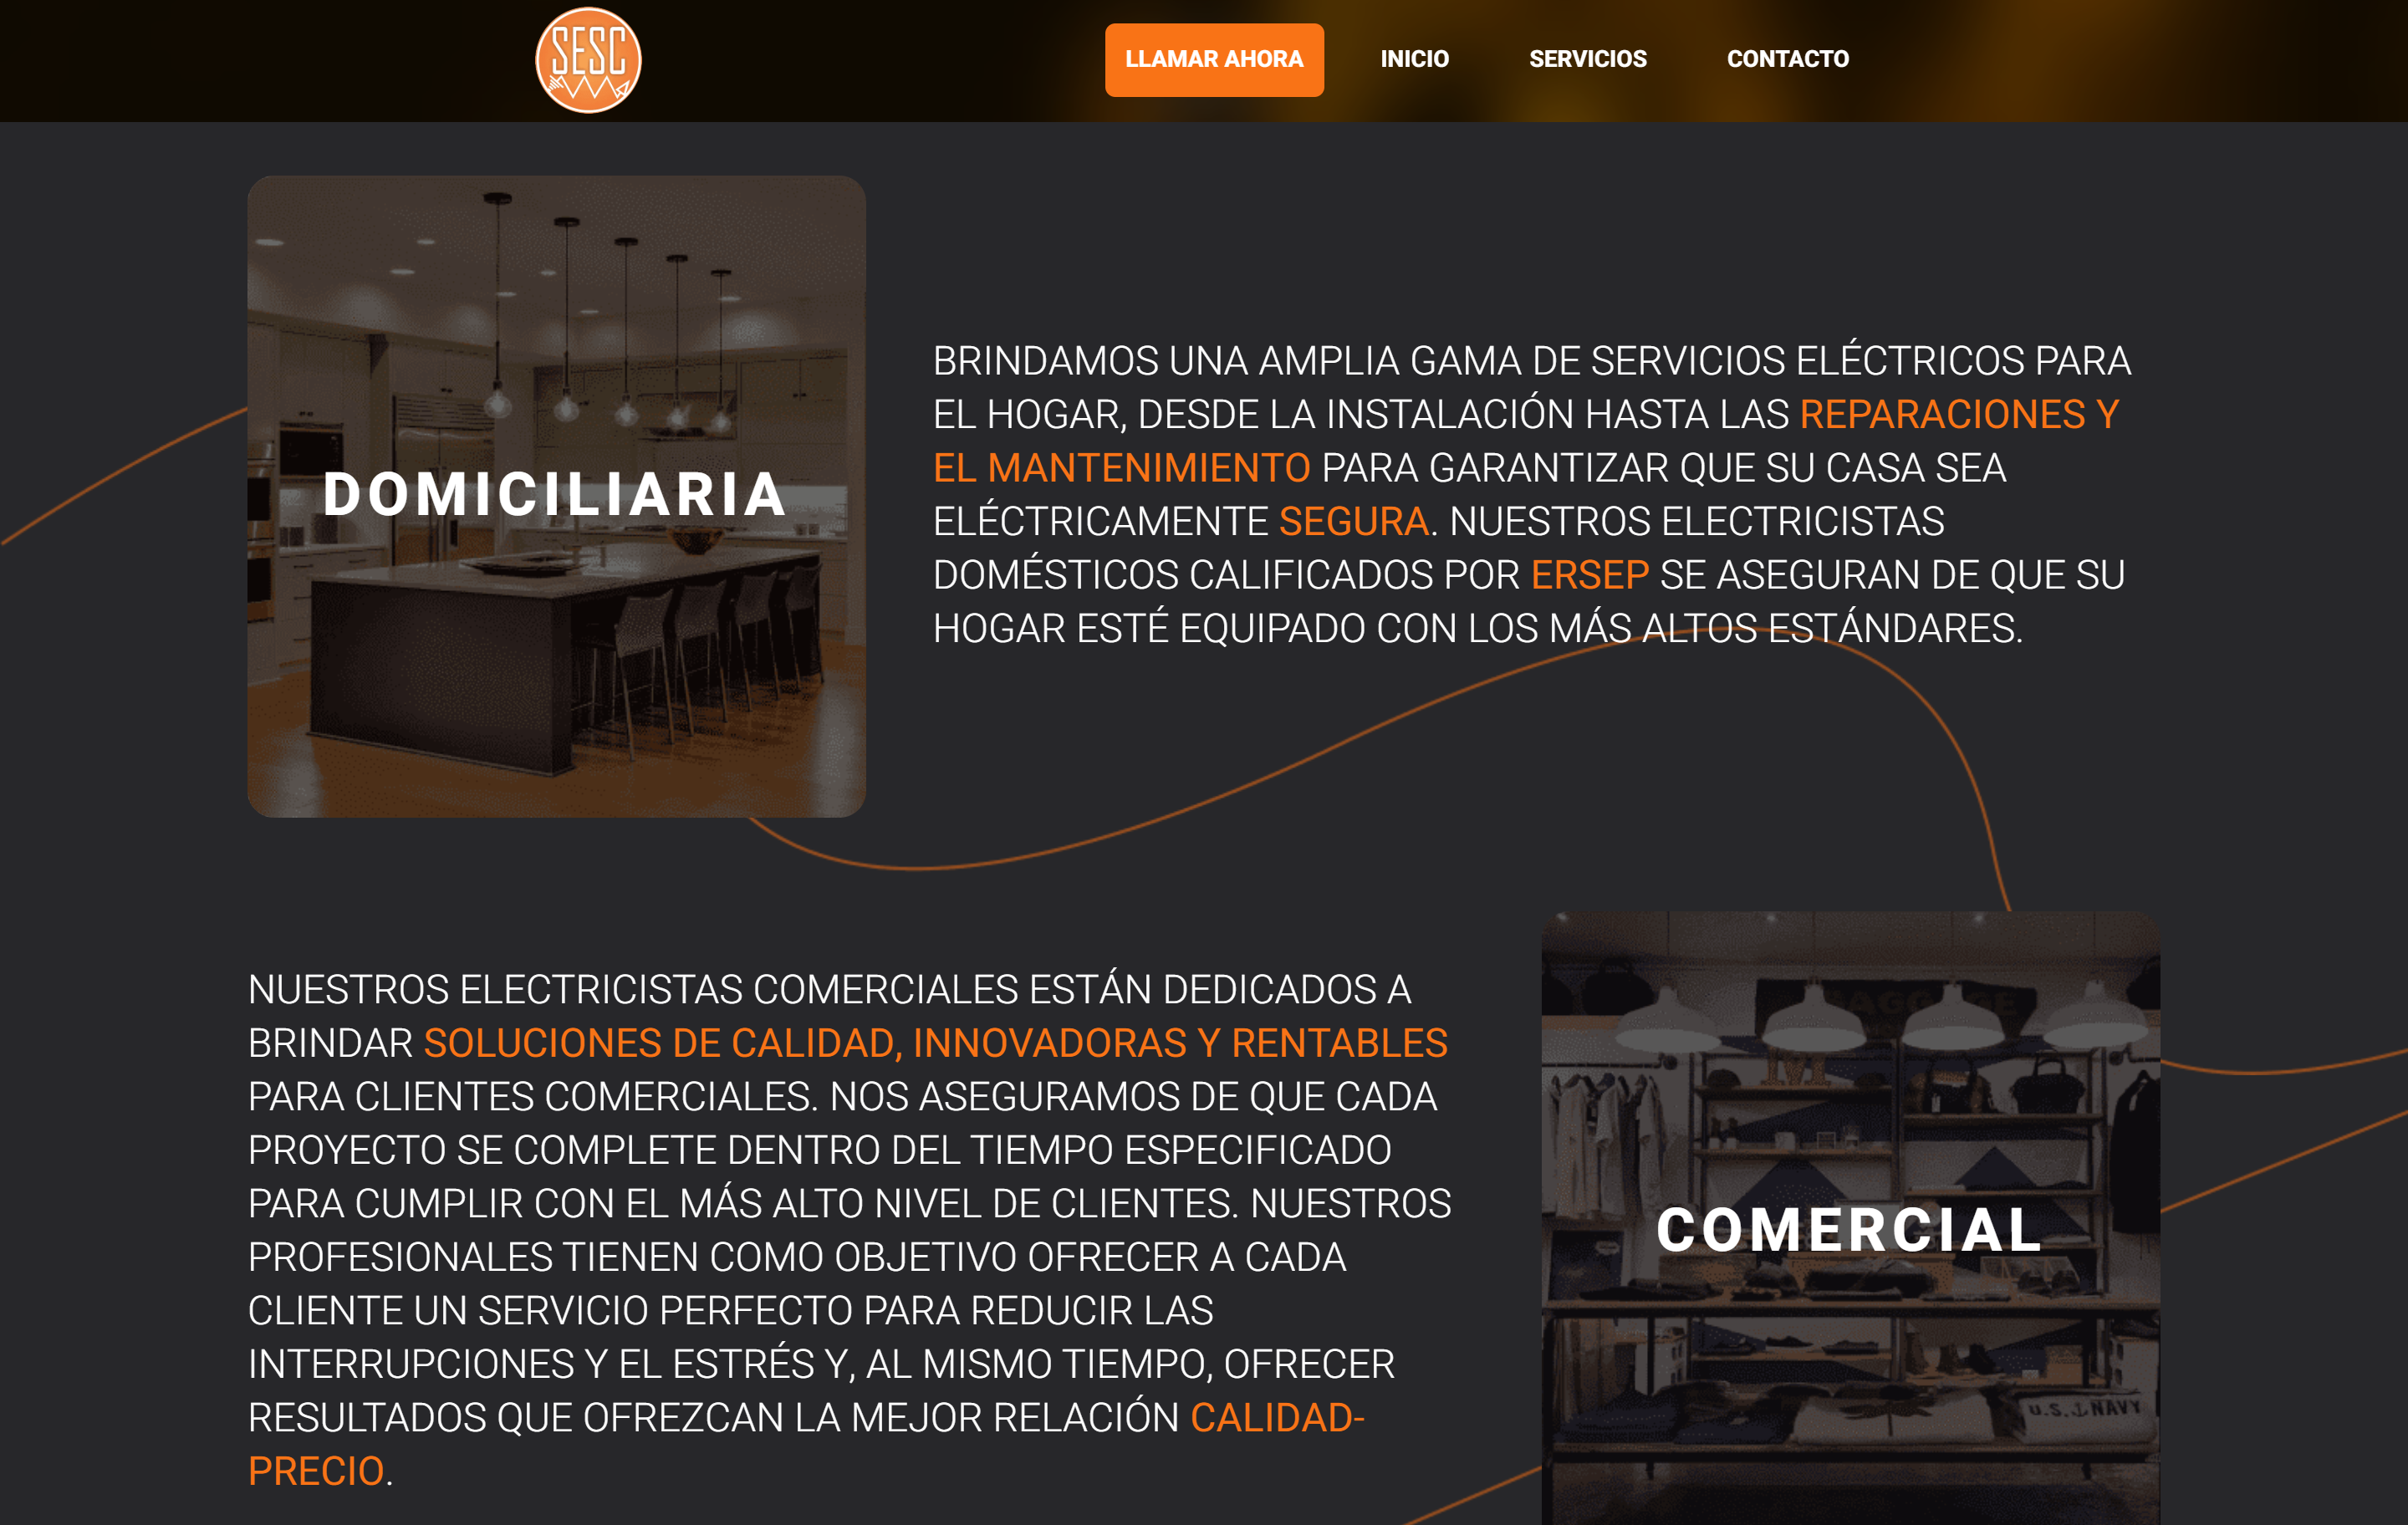 SESC
LLAMAR AHORA
INICIO
SERVICIOS
CONTACTO
DOMICILIARIA
BRINDAMOS UNA AMPLIA GAMA DE SERVICIOS ELÉCTRICOS PARA
EL HOGAR, DESDE LA INSTALACIÓN HASTA LAS REPARACIONES Y
EL MANTENIMIENTO PARA GARANTIZAR QUE SU CASA SEA
ELÉCTRICAMENTE SEGURA. NUESTROS ELECTRICISTAS
DOMÉSTICOS CALIFICADOS POR ERSEP SE ASEGURAN DE QUE SU
HOGAR ESTÉ EQUIPADO CON LOS MÁS ALTOS ESTÁNDARES.
NUESTROS ELECTRICISTAS COMERCIALES ESTÁN DEDICADOS A
BRINDAR SOLUCIONES DE CALIDAD, INNOVADORAS Y RENTABLES
PARA CLIENTES COMERCIALES. NOS ASEGURAMOS DE QUE CADA
PROYECTO SE COMPLETE DENTRO DEL TIEMPO ESPECIFICADO
PARA CUMPLIR CON EL MÁS ALTO NIVEL DE CLIENTES. NUESTROS
PROFESIONALES TIENEN COMO OBJETIVO OFRECER A CADA
CLIENTE UN SERVICIO PERFECTO PARA REDUCIR LAS
INTERRUPCIONES Y EL ESTRÉS Y, AL MISMO TIEMPO, OFRECER
RESULTADOS QUE OFREZCAN LA MEJOR RELACIÓN CALIDAD-
PRECIO.
COMERCIAL
U.S. NAVY